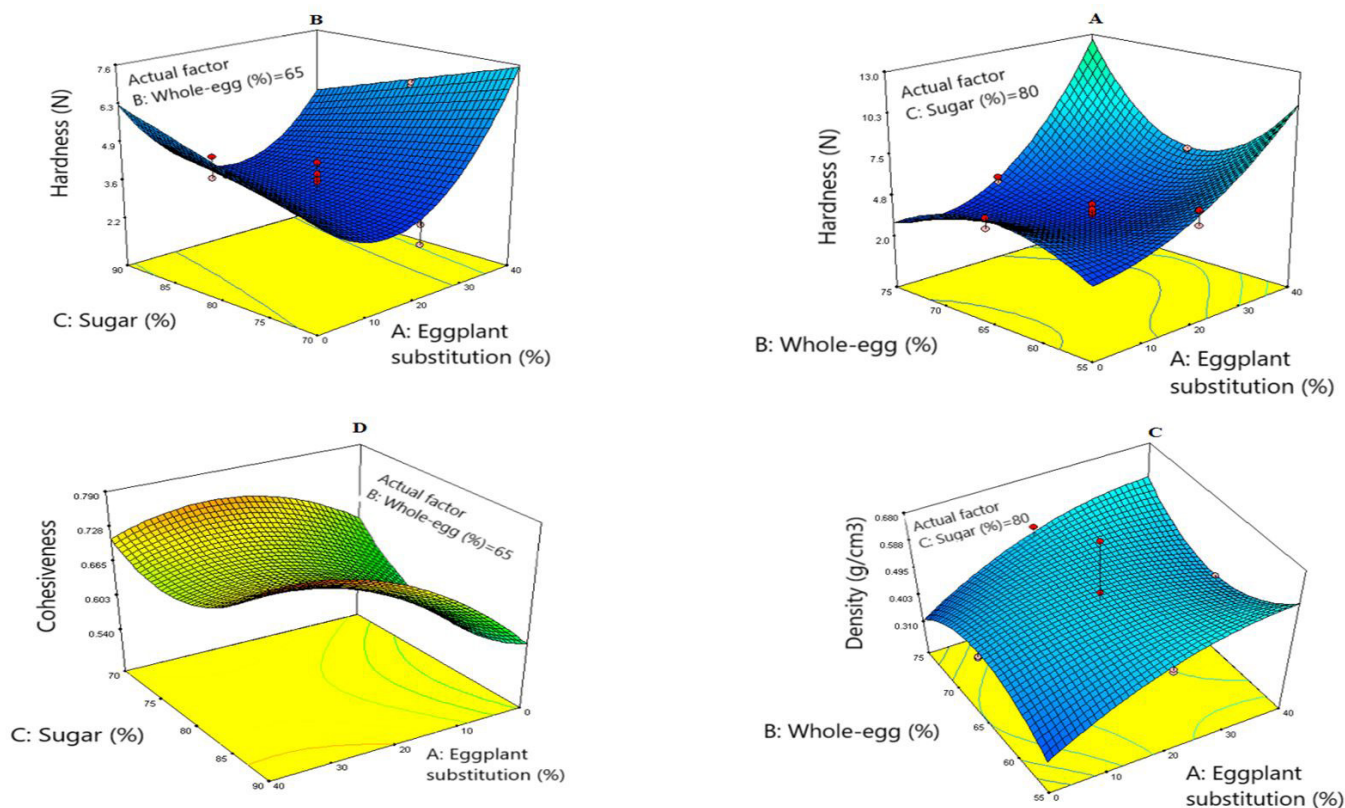 B
7.6
6.3
4.9
3.6
2.2
Hardness (N)
Actual factor
B: Whole-egg (%)=65
90
85
80
75
70
C: Sugar (%)
0
10
20
30
40
A: Eggplant
substitution (%)
A
13.0
10.3
7.5
4.8
2.0
Hardness (N)
Actual factor
C: Sugar (%)=80
75
70
65
60
55
B: Whole-egg (%)
0
10
20
30
40
A: Eggplant
substitution (%)
D
0.790
0.728
0.665
0.603
0.540
Cohesiveness
Actual factor
B: Whole-egg (%)=65
70
75
80
85
90
C: Sugar (%)
40
30
20
10
0
A: Eggplant
substitution (%)
C
0.680
0.588
0.495
0.403
0.310
Density (g/cm3)
Actual factor
C: Sugar (%)=80
75
70
65
60
55
B: Whole-egg (%)
0
10
20
30
40
A: Eggplant
substitution (%)